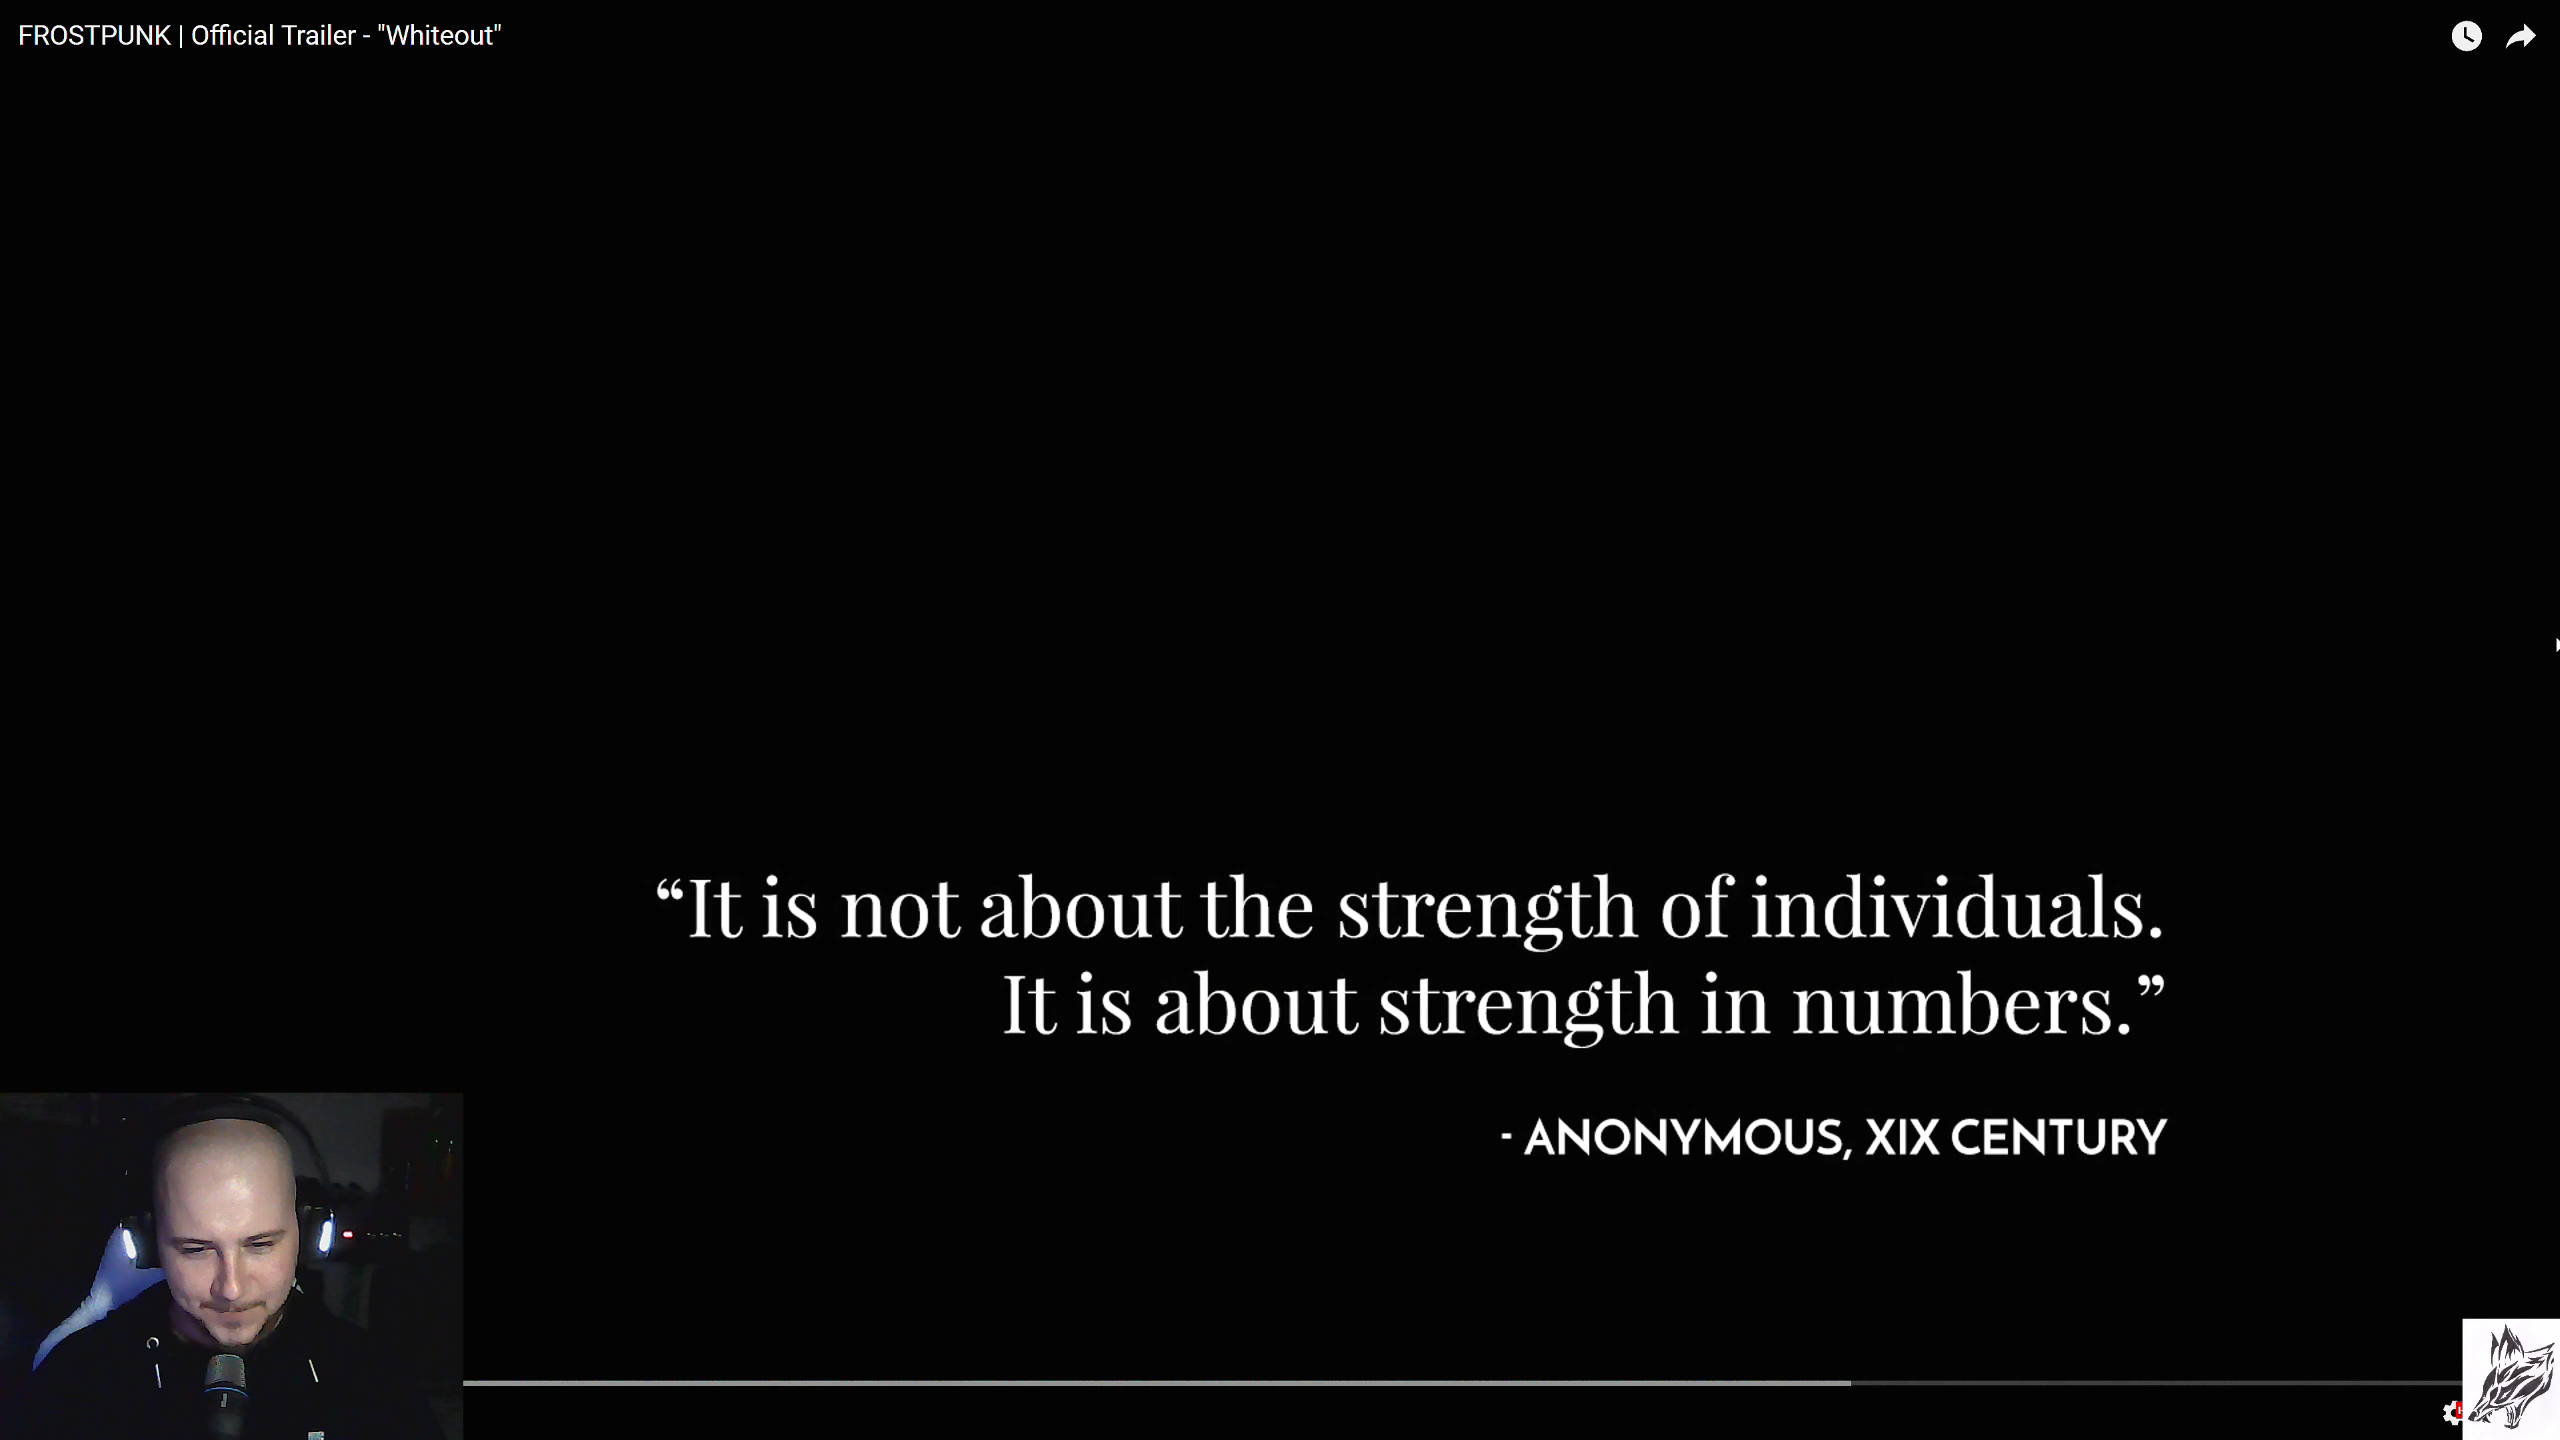 FROSTPUNK | Official Trailer - "Whiteout"
“It is not about the strength of individuals.
It is about strength in numbers.”
- ANONYMOUS, XIX CENTURY